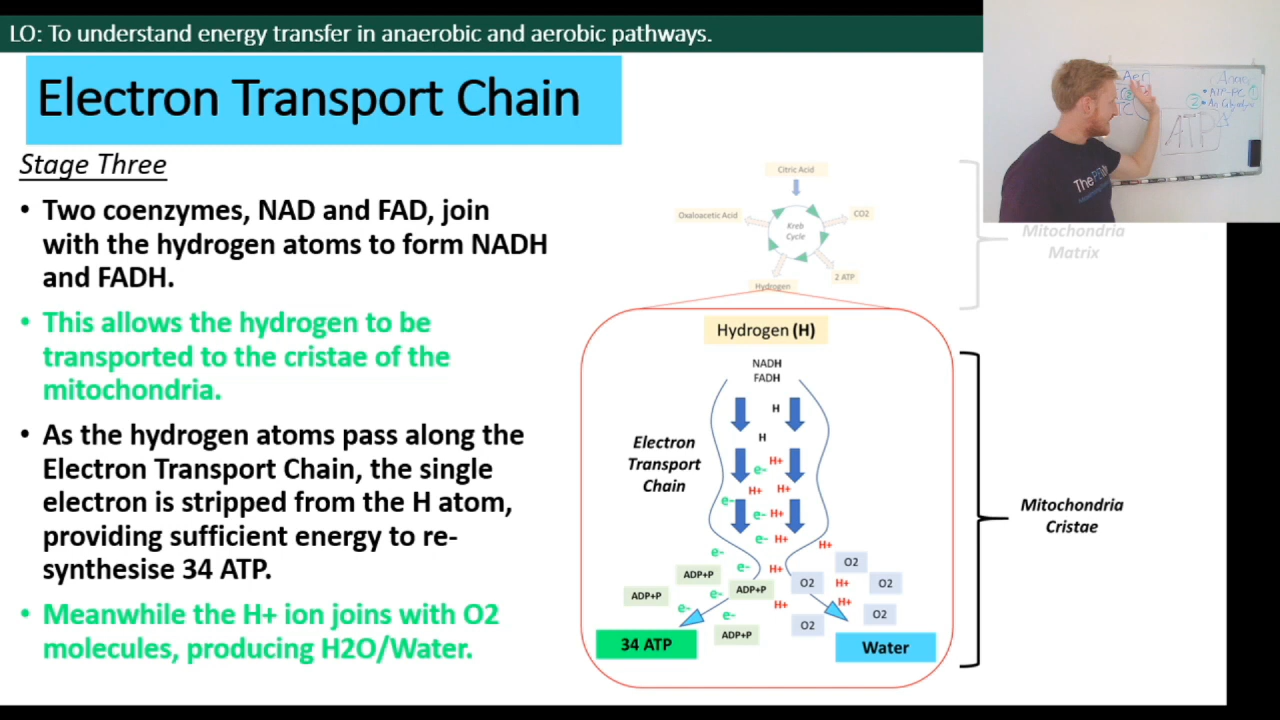 LO: To understand energy transfer in anaerobic and aerobic pathways.
Electron Transport Chain
Stage Three
• Two coenzymes, NAD and FAD, join
with the hydrogen atoms to form NADH
and FADH.
• This allows the hydrogen to be
transported to the cristae of the
mitochondria.
• As the hydrogen atoms pass along the
Electron Transport Chain, the single
electron is stripped from the H atom,
providing sufficient energy to re-
synthesise 34 ATP.
• Meanwhile the H+ ion joins with O2
molecules, producing H2O/Water.
Citric Acid
Oxaloacetic Acid
Kreb
Cycle
CO2
2 ATP
Hydrogen
Mitochondria
Matrix
Hydrogen (H)
NADH
FADH
H
H
Electron
Transport
Chain
H+
e-
H+
H+
e-
e-
H+
e-
H+
H+
e-
e-
H+
O2
ADP+P
ADP+P
O2
H+
O2
ADP+P
e-
e-
H+
H+
O2
e-
O2
ADP+P
34 ATP
Water
Mitochondria
Cristae
Aer
ATP-PC
ATP
The